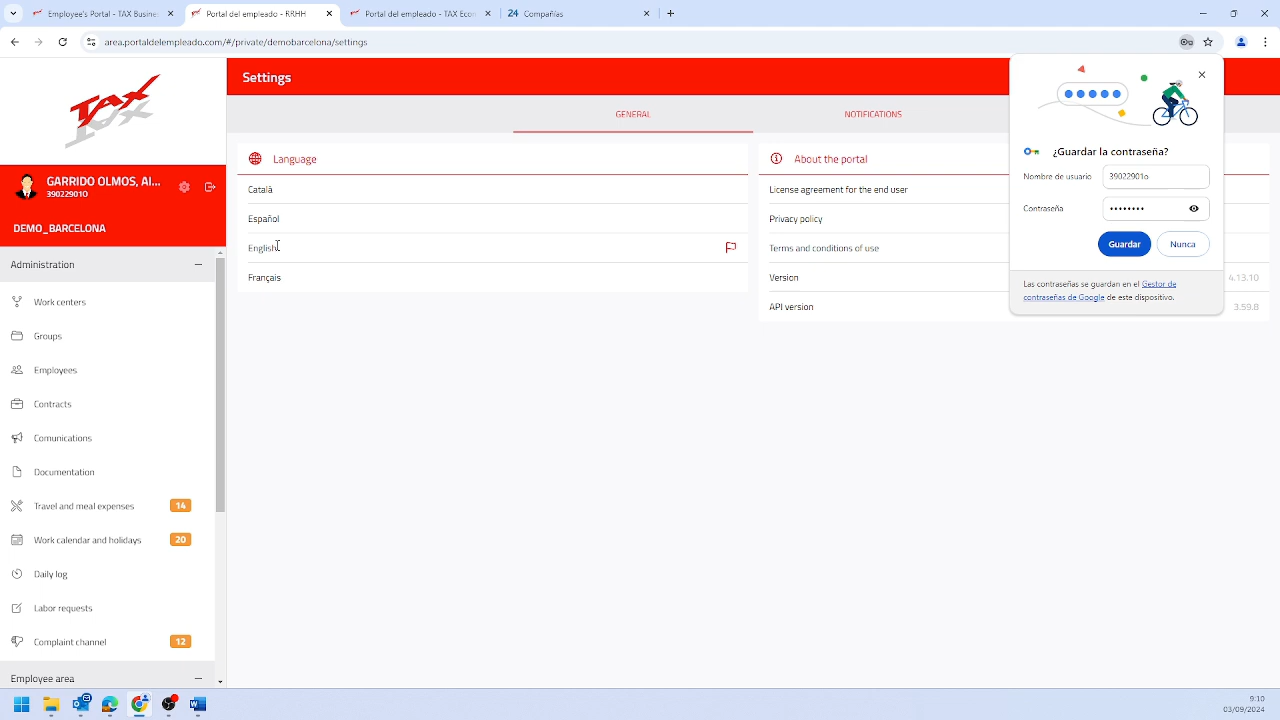 Employee's Portal - TAX Busine
Portal del empleado - RRHH
Portal del empleado - TAX Econ
24 Compañías
area.portaldelempleado.com/#/private/demobarcelona/settings
TAX
Settings
GENERAL
NOTIFICATIONS
GARRIDO OLMOS, AI...
39022901O
DEMO_BARCELONA
Administration
Work centers
Groups
Employees
Contracts
Comunications
Documentation
Travel and meal expenses 14
Work calendar and holidays 20
Daily log
Labor requests
Complaint channel 12
Employee area
Language
Català
Español
English
Français
About the portal
License agreement for the end user
Privacy policy
Terms and conditions of use
Version 4.13.10
API version 3.59.8
¿Guardar la contraseña?
Nombre de usuario 39022901o
Contraseña ••••••••
Guardar Nunca
Las contraseñas se guardan en el Gestor de
contraseñas de Google de este dispositivo.
9:10
03/09/2024